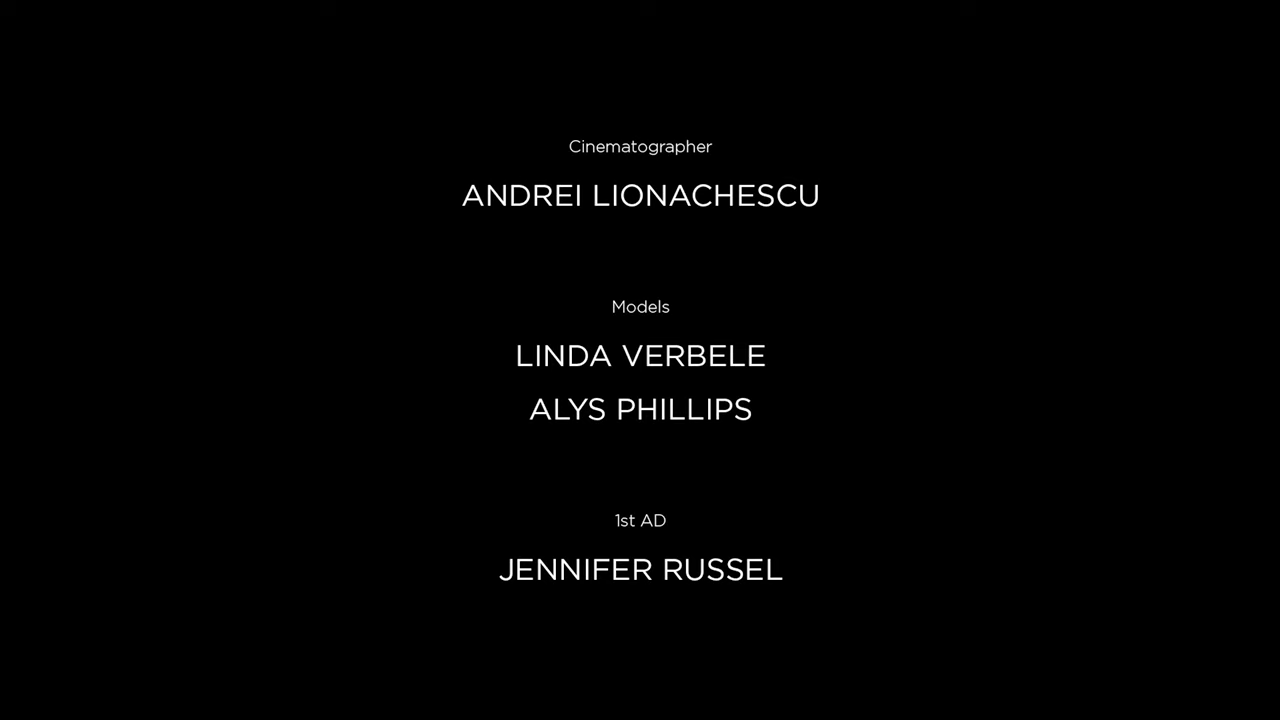 Cinematographer
ANDREI LIONACHESCU
Models
LINDA VERBELE
ALYS PHILLIPS
1st AD
JENNIFER RUSSEL